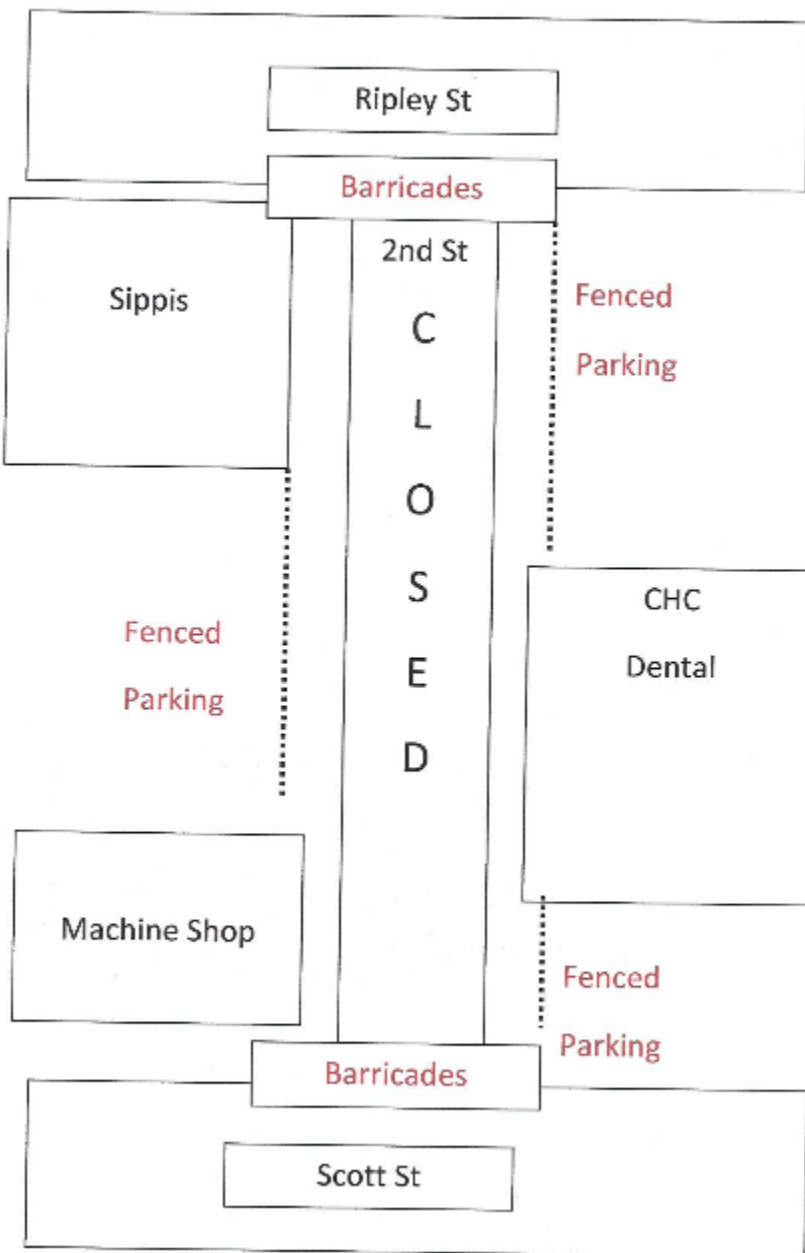 Ripley St
Barricades
2nd St
Sippis
Fenced
Parking
C
L
O
S
E
D
Fenced
Parking
CHC
Dental
Machine Shop
Fenced
Parking
Barricades
Scott St